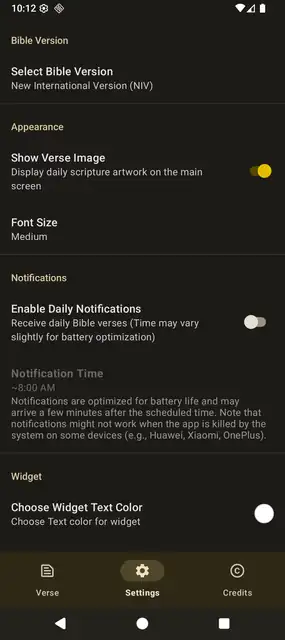 10:12
Bible Version
Select Bible Version
New International Version (NIV)
Appearance
Show Verse Image
Display daily scripture artwork on the main
screen
Font Size
Medium
Notifications
Enable Daily Notifications
Receive daily Bible verses (Time may vary
slightly for battery optimization)
Notification Time
~8:00 AM
Notifications are optimized for battery life and may
arrive a few minutes after the scheduled time. Note that
notifications might not work when the app is killed by the
system on some devices (e.g., Huawei, Xiaomi, OnePlus).
Widget
Choose Widget Text Color
Choose Text color for widget
Verse
Settings
Credits